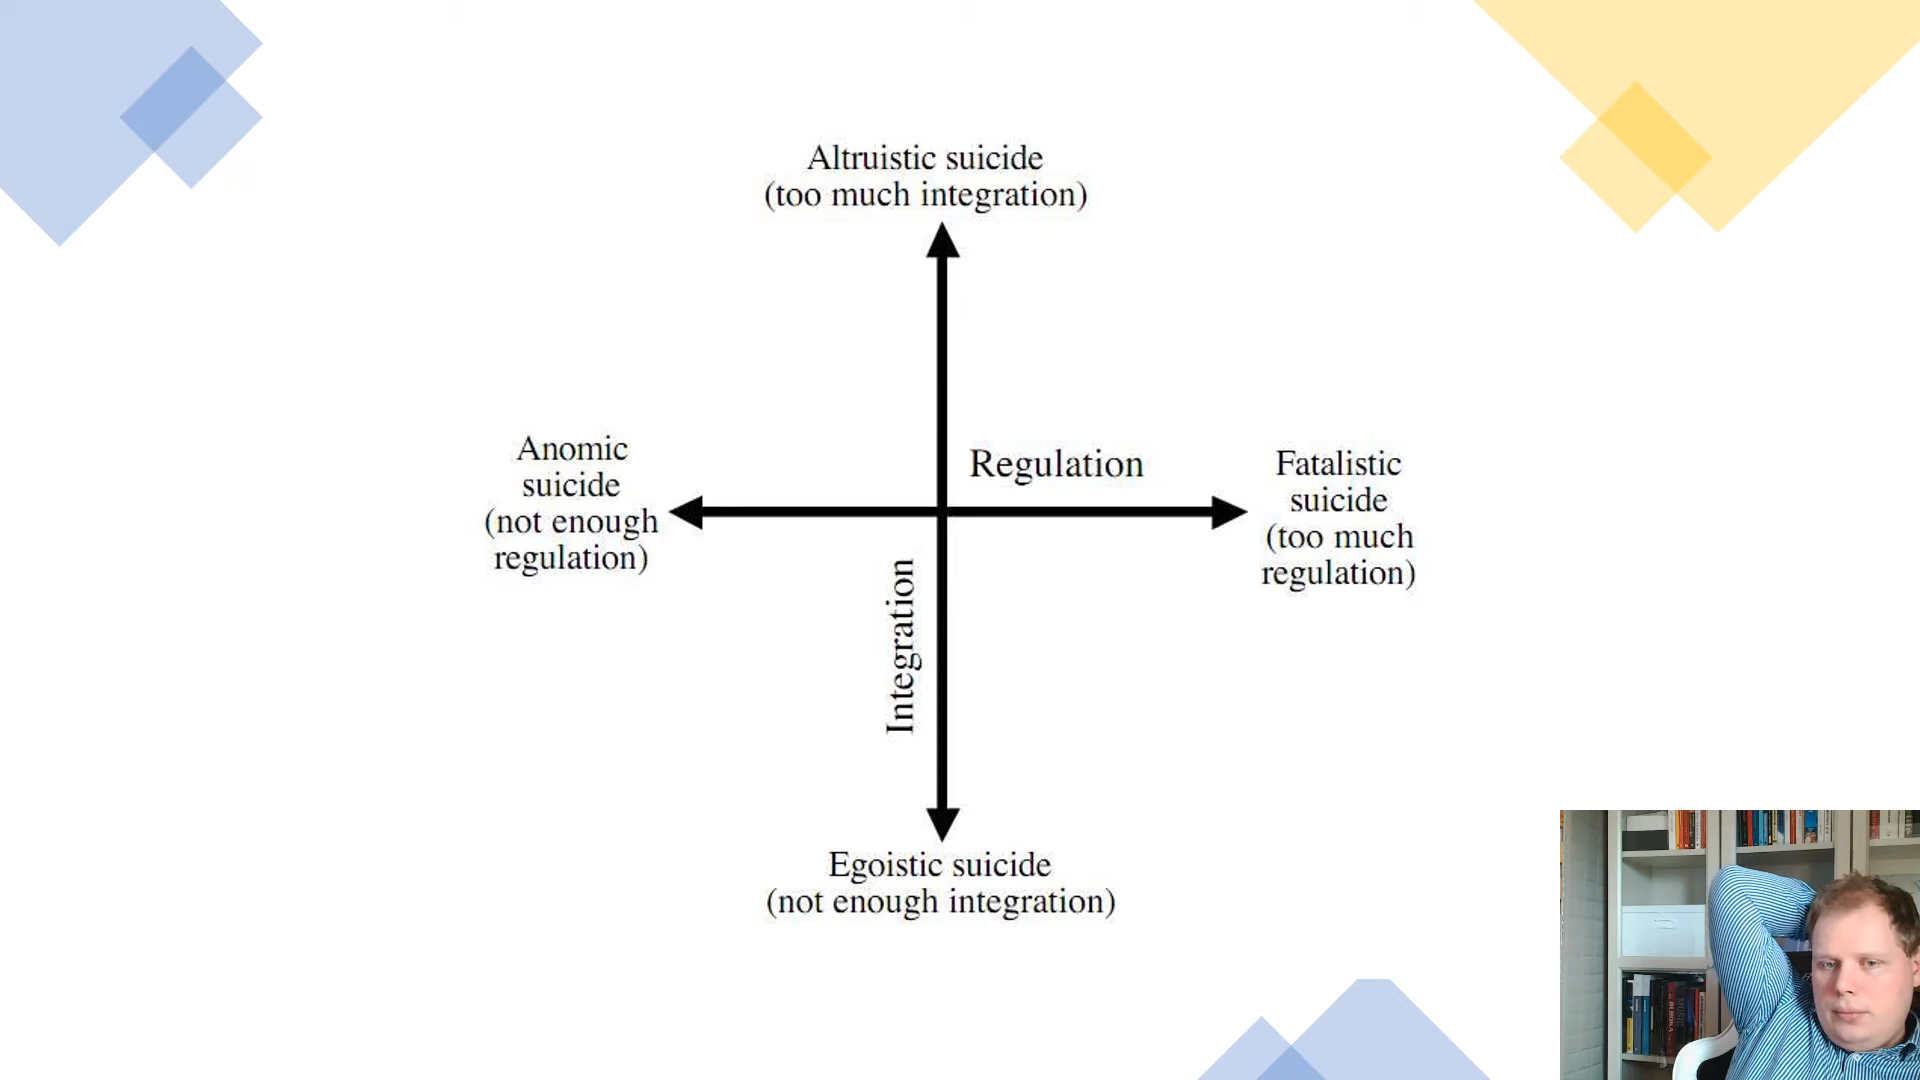 Altruistic suicide
(too much integration)
Anomic
suicide
(not enough
regulation)
Regulation
Fatalistic
suicide
(too much
regulation)
Integration
Egoistic suicide
(not enough integration)
MUSIC